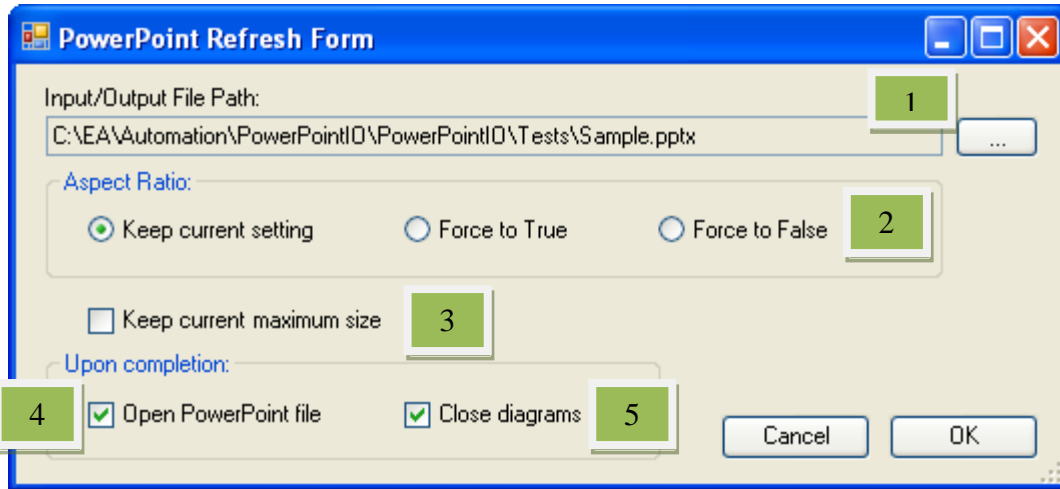 PowerPoint Refresh Form
Input/Output File Path:
1
C:\EA\Automation\PowerPointIO\PowerPointIO\Tests\Sample.pptx
...
Aspect Ratio:
Keep current setting Force to True Force to False 2
Keep current maximum size 3
Upon completion:
4 Open PowerPoint file Close diagrams 5
Cancel OK